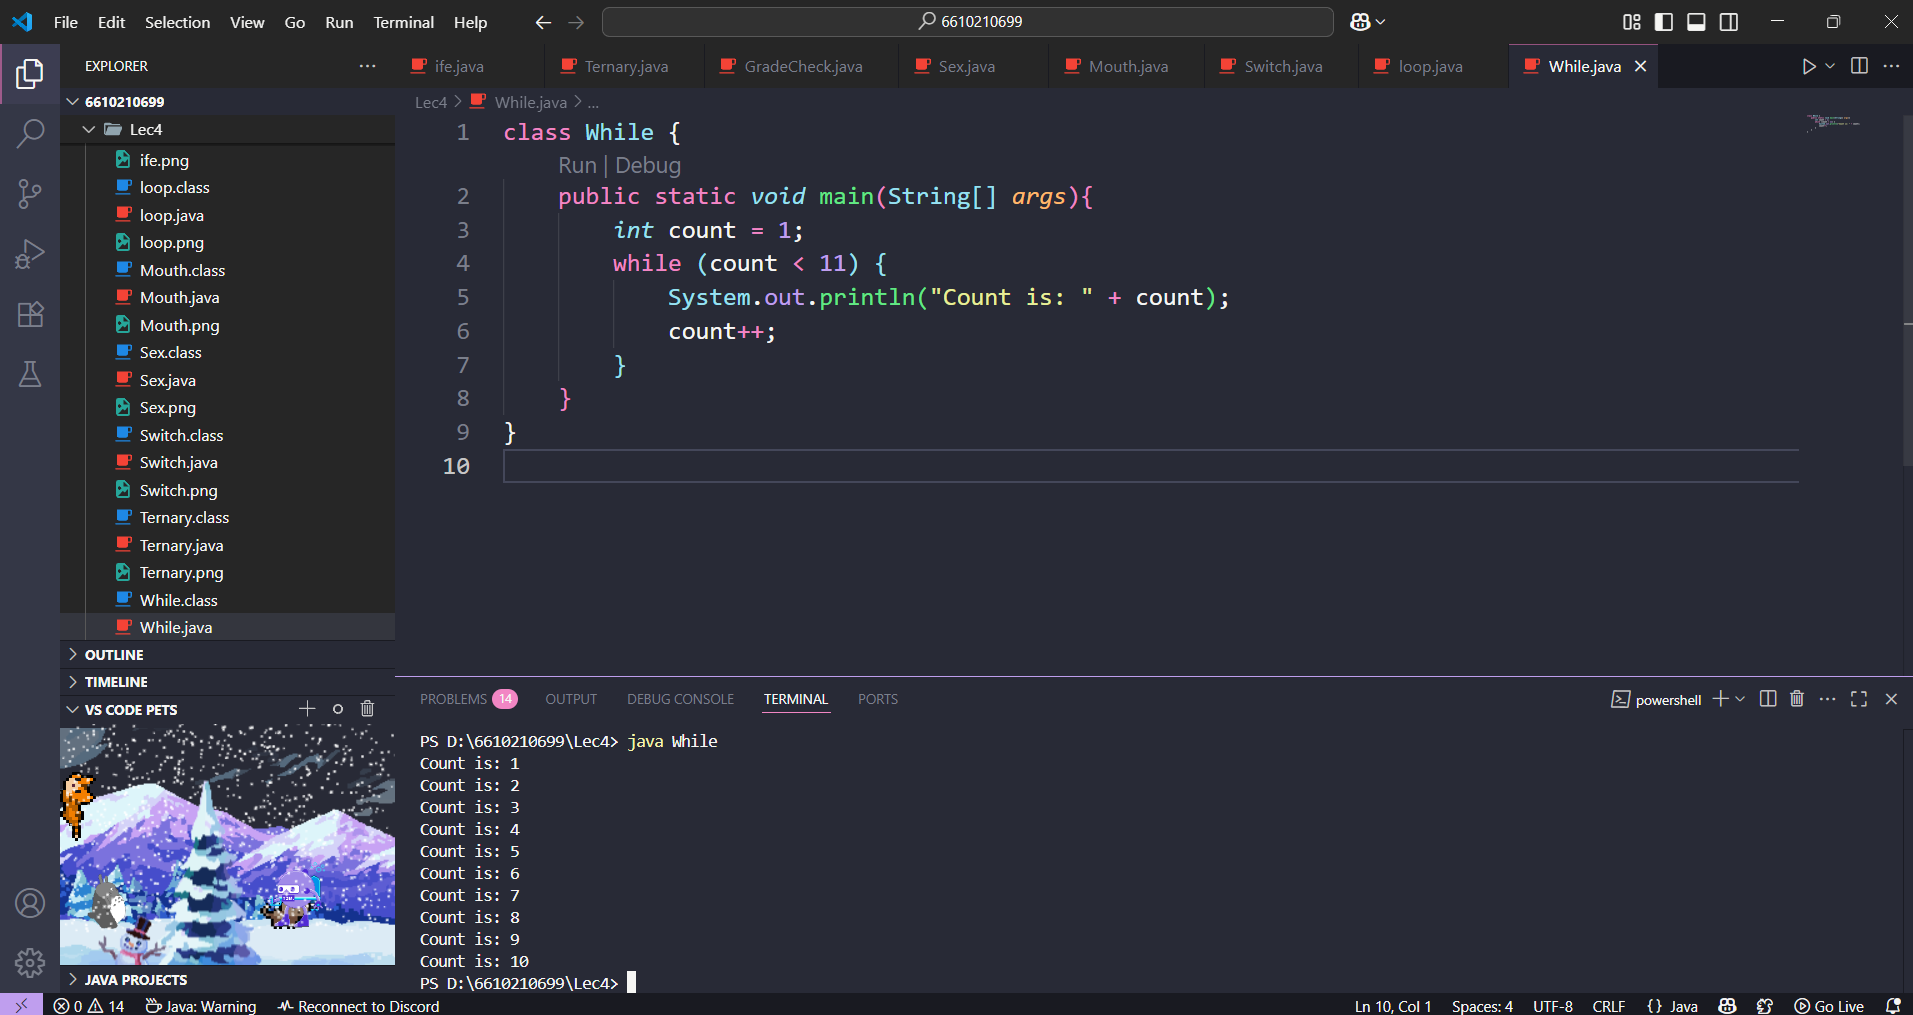 File Edit Selection View Go Run Terminal Help
6610210699
EXPLORER
ife.java Ternary.java GradeCheck.java Sex.java Mouth.java Switch.java loop.java While.java
6610210699
Lec4
ife.png
loop.class
loop.java
loop.png
Mouth.class
Mouth.java
Mouth.png
Sex.class
Sex.java
Sex.png
Switch.class
Switch.java
Switch.png
Ternary.class
Ternary.java
Ternary.png
While.class
While.java
OUTLINE
TIMELINE
VS CODE PETS
JAVA PROJECTS
Lec4 > While.java > ...
1 class While {
Run | Debug
2 public static void main(String[] args){
3 int count = 1;
4 while (count < 11) {
5 System.out.println("Count is: " + count);
6 count++;
7 }
8 }
9 }
10
PROBLEMS 14 OUTPUT DEBUG CONSOLE TERMINAL PORTS
powershell
PS D:\6610210699\Lec4> java While
Count is: 1
Count is: 2
Count is: 3
Count is: 4
Count is: 5
Count is: 6
Count is: 7
Count is: 8
Count is: 9
Count is: 10
PS D:\6610210699\Lec4>
0 14 Java: Warning Reconnect to Discord
Ln 10, Col 1 Spaces: 4 UTF-8 CRLF {} Java Go Live